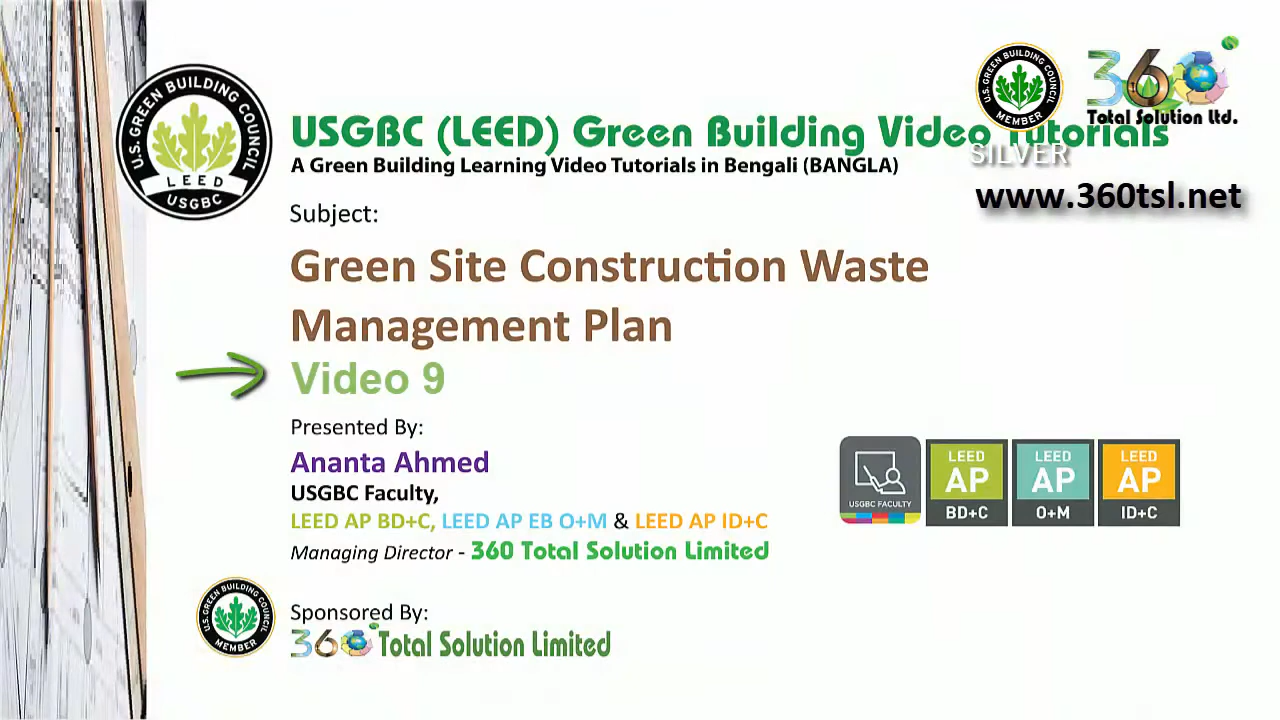 U.S. GREEN BUILDING COUNCIL
LEED
USGBC
USGBC (LEED) Green Building Video Tutorials
A Green Building Learning Video Tutorials in Bengali (BANGLA)
U.S. GREEN BUILDING COUNCIL
MEMBER
SILVER
360
Total Solution Ltd.
www.360tsl.net
Subject:
Green Site Construction Waste
Management Plan
Video 9
Presented By:
Ananta Ahmed
USGBC Faculty,
LEED AP BD+C, LEED AP EB O+M & LEED AP ID+C
Managing Director - 360 Total Solution Limited
USGBC FACULTY
LEED
AP
BD+C
LEED
AP
O+M
LEED
AP
ID+C
U.S. GREEN BUILDING COUNCIL
MEMBER
Sponsored By:
360 Total Solution Limited